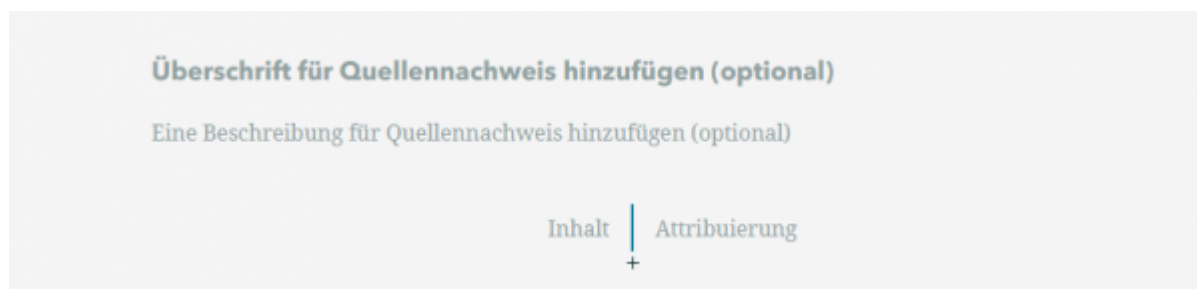 Überschrift für Quellennachweis hinzufügen (optional)
Eine Beschreibung für Quellennachweis hinzufügen (optional)
Inhalt Attribuierung
+